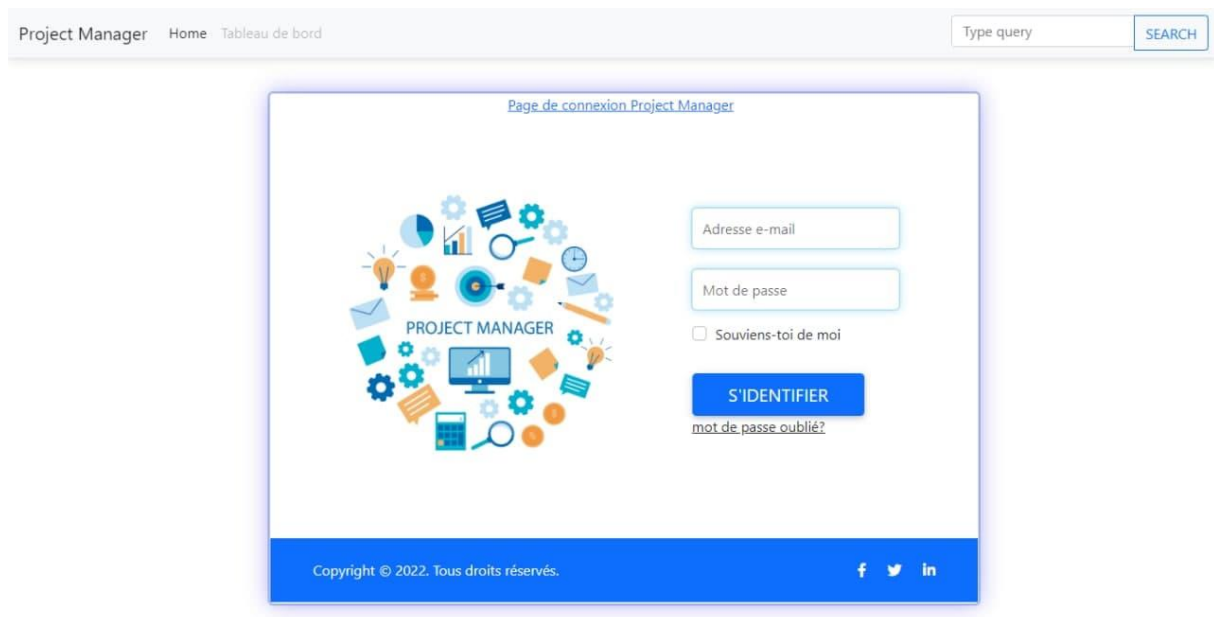 Project Manager Home Tableau de bord Type query SEARCH
Page de connexion Project Manager
PROJECT MANAGER
Adresse e-mail
Mot de passe
Souviens-toi de moi
S'IDENTIFIER
mot de passe oublié?
Copyright © 2022. Tous droits réservés.